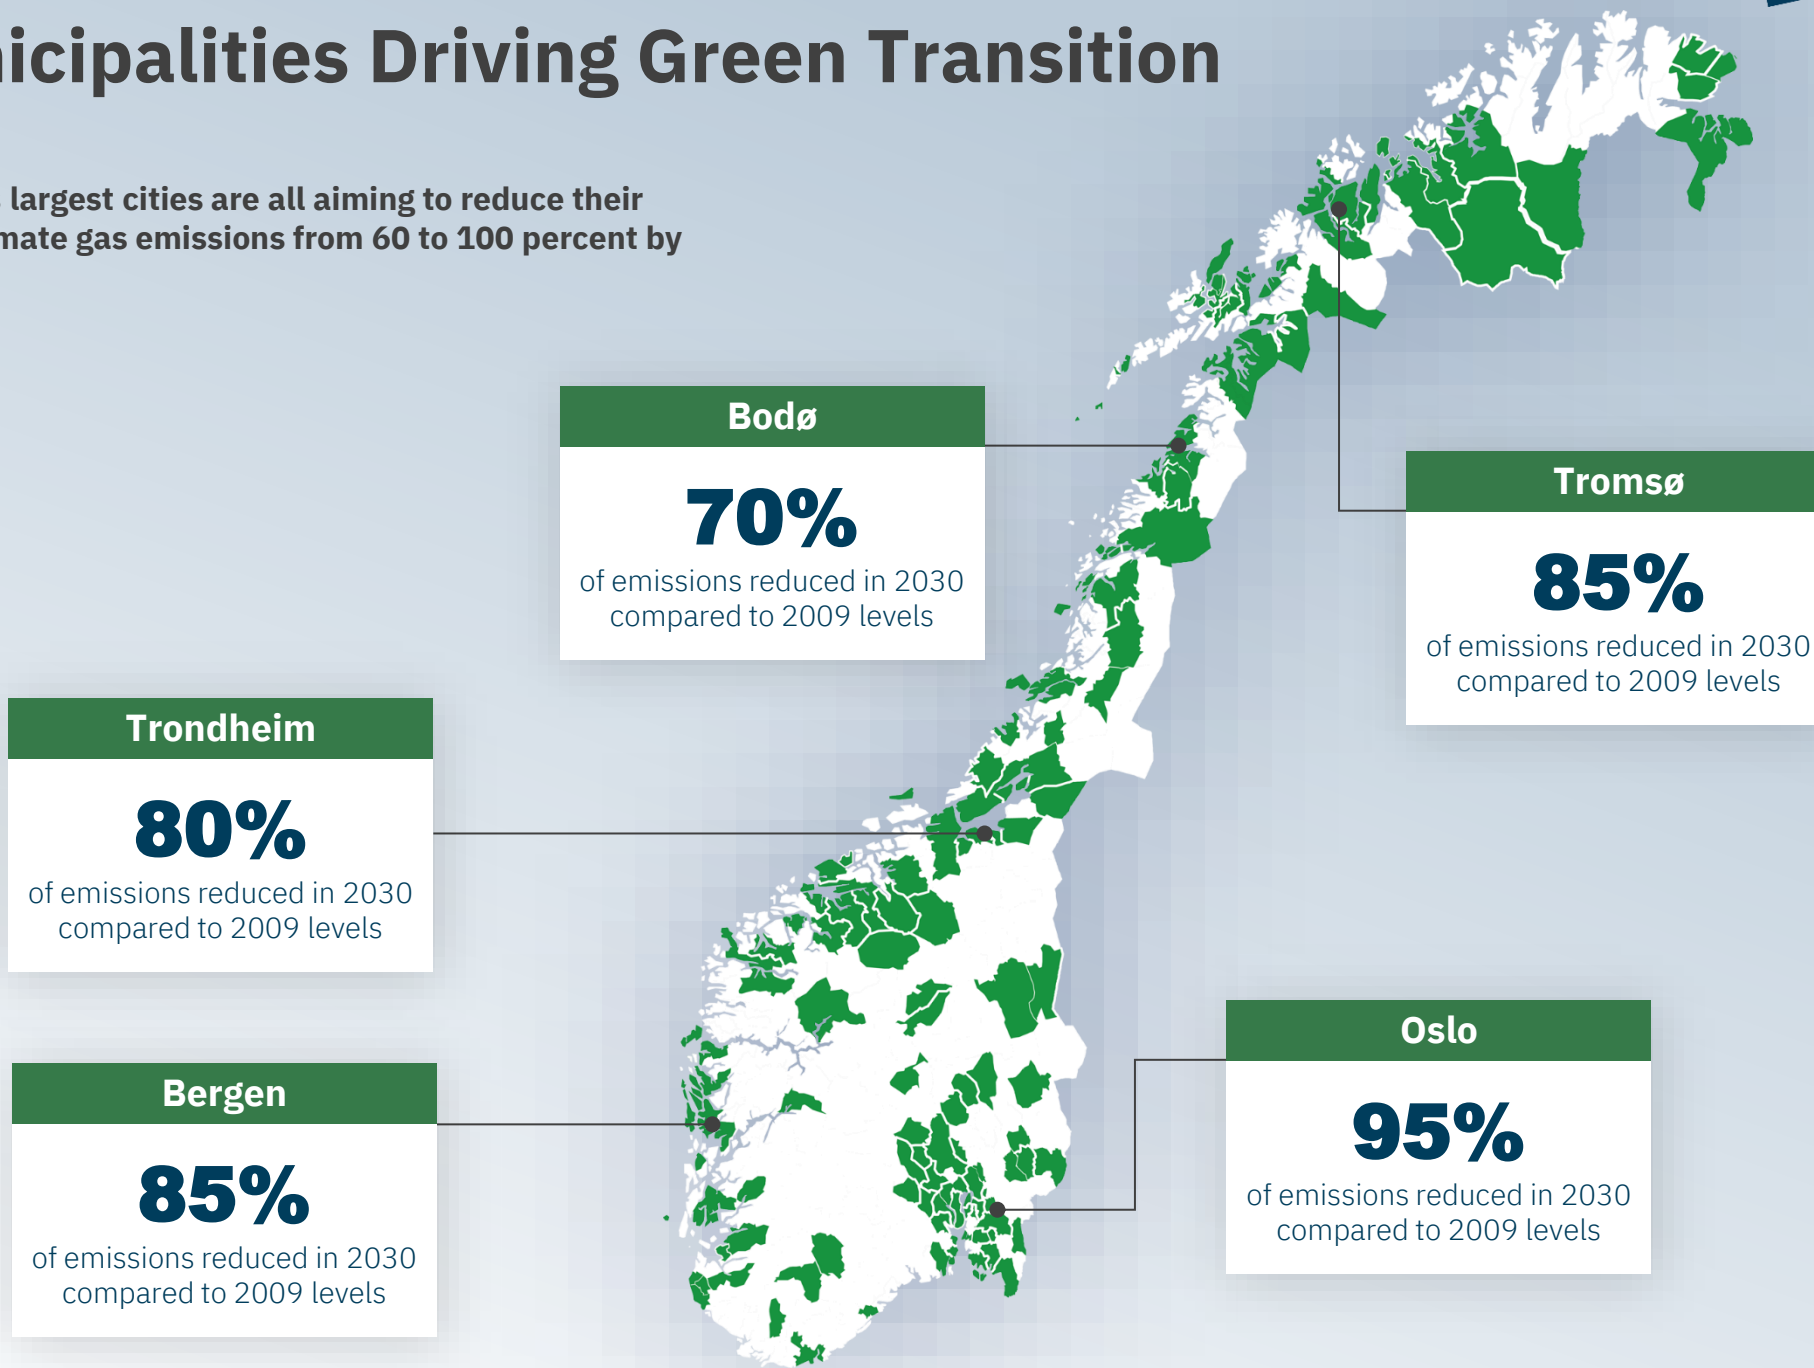 nicipalities Driving Green Transition
largest cities are all aiming to reduce their
mate gas emissions from 60 to 100 percent by
Bodø
70%
of emissions reduced in 2030
compared to 2009 levels
Tromsø
85%
of emissions reduced in 2030
compared to 2009 levels
Trondheim
80%
of emissions reduced in 2030
compared to 2009 levels
Oslo
95%
of emissions reduced in 2030
compared to 2009 levels
Bergen
85%
of emissions reduced in 2030
compared to 2009 levels